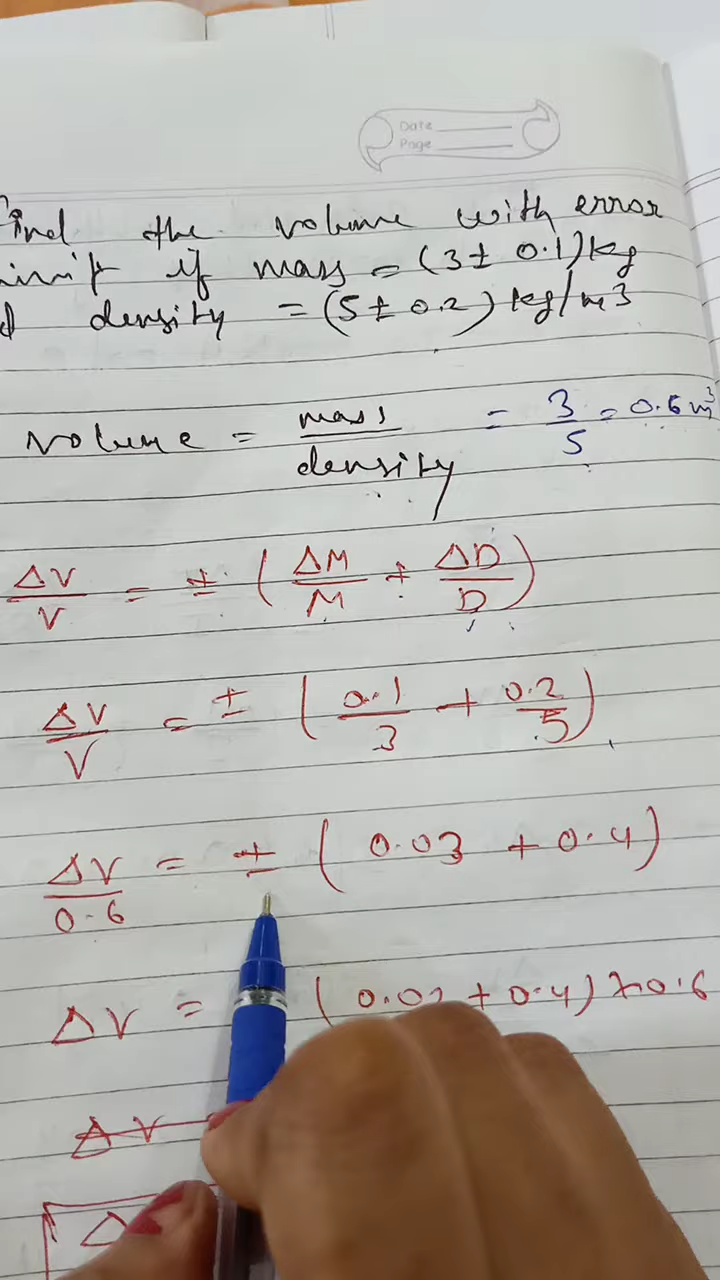 Date
Page
Find the volume with error
if mass = (3 ± 0.1) kg
density = (5 ± 0.2) kg/m3
volume = mass/density = 3/5 = 0.6 m³
ΔV/V = ± (ΔM/M + ΔD/D)
ΔV/V = ± (0.1/3 + 0.2/5)
ΔV/0.6 = ± (0.03 + 0.4)
ΔV = (0.03 + 0.4) × 0.6
ΔV
Δ